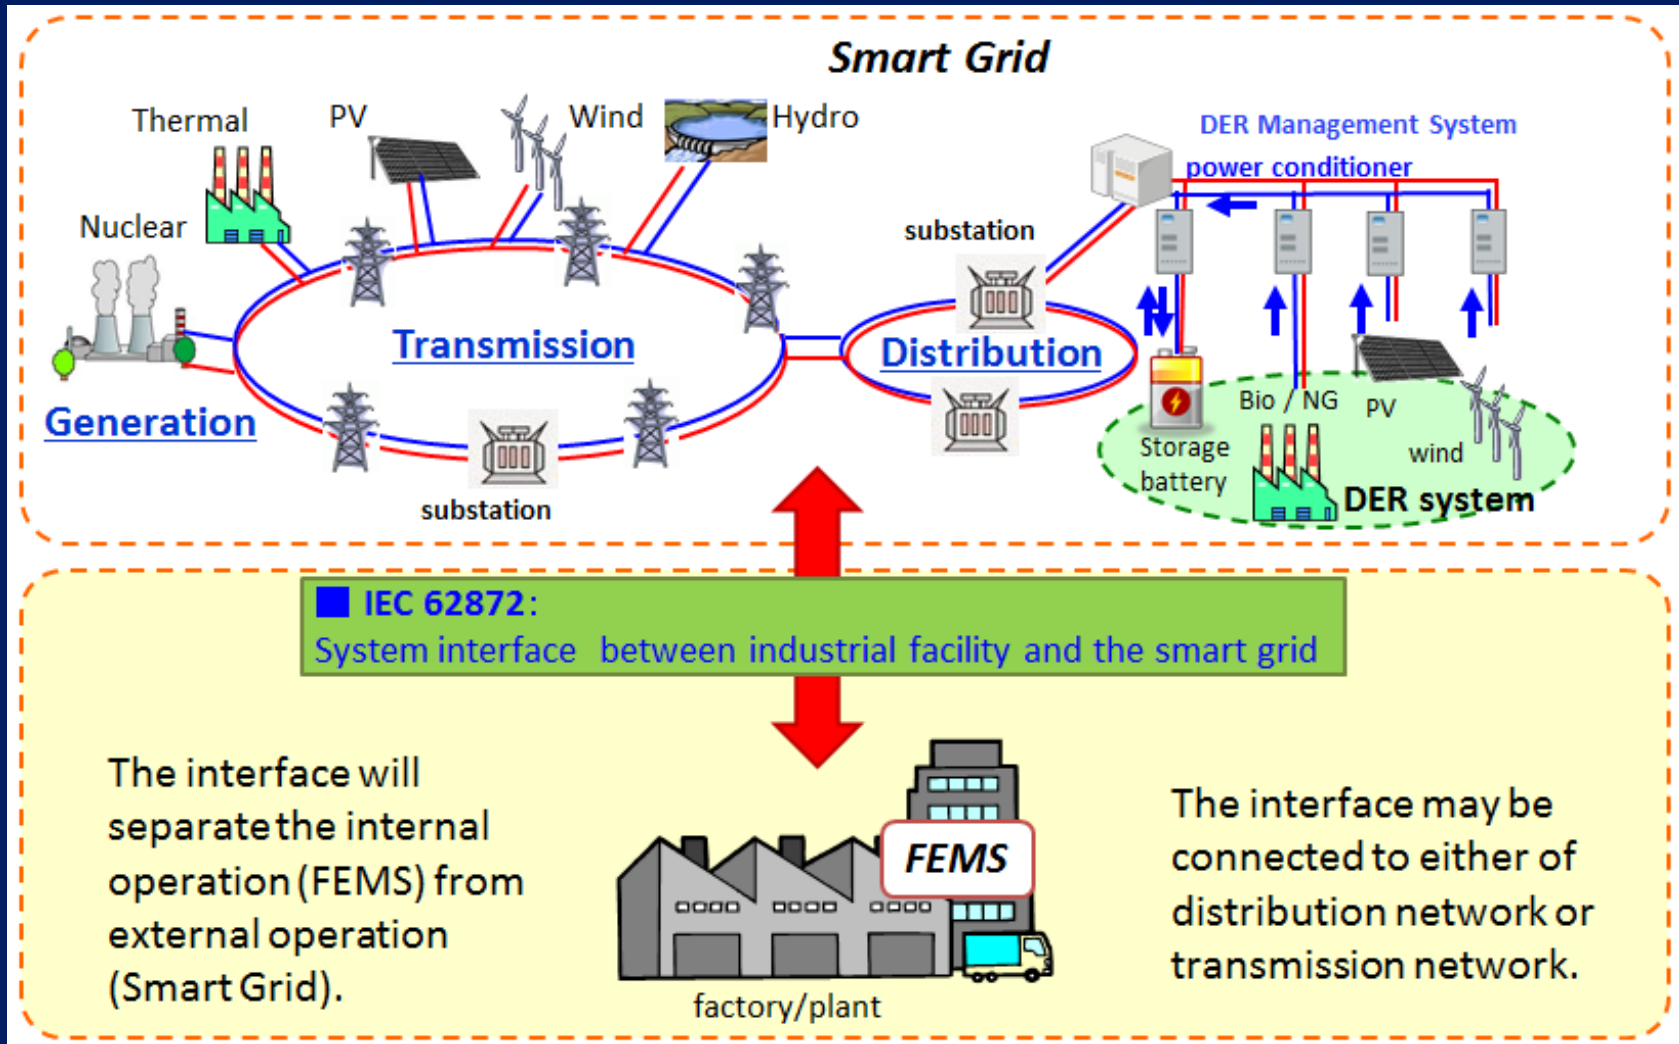 Smart Grid
Thermal
PV
Wind
Hydro
DER Management System
power conditioner
Nuclear
substation
Transmission
Distribution
Generation
substation
Storage
battery
Bio / NG
PV
wind
DER system
IEC 62872:
System interface between industrial facility and the smart grid
The interface will
separate the internal
operation (FEMS) from
external operation
(Smart Grid).
FEMS
factory/plant
The interface may be
connected to either of
distribution network or
transmission network.